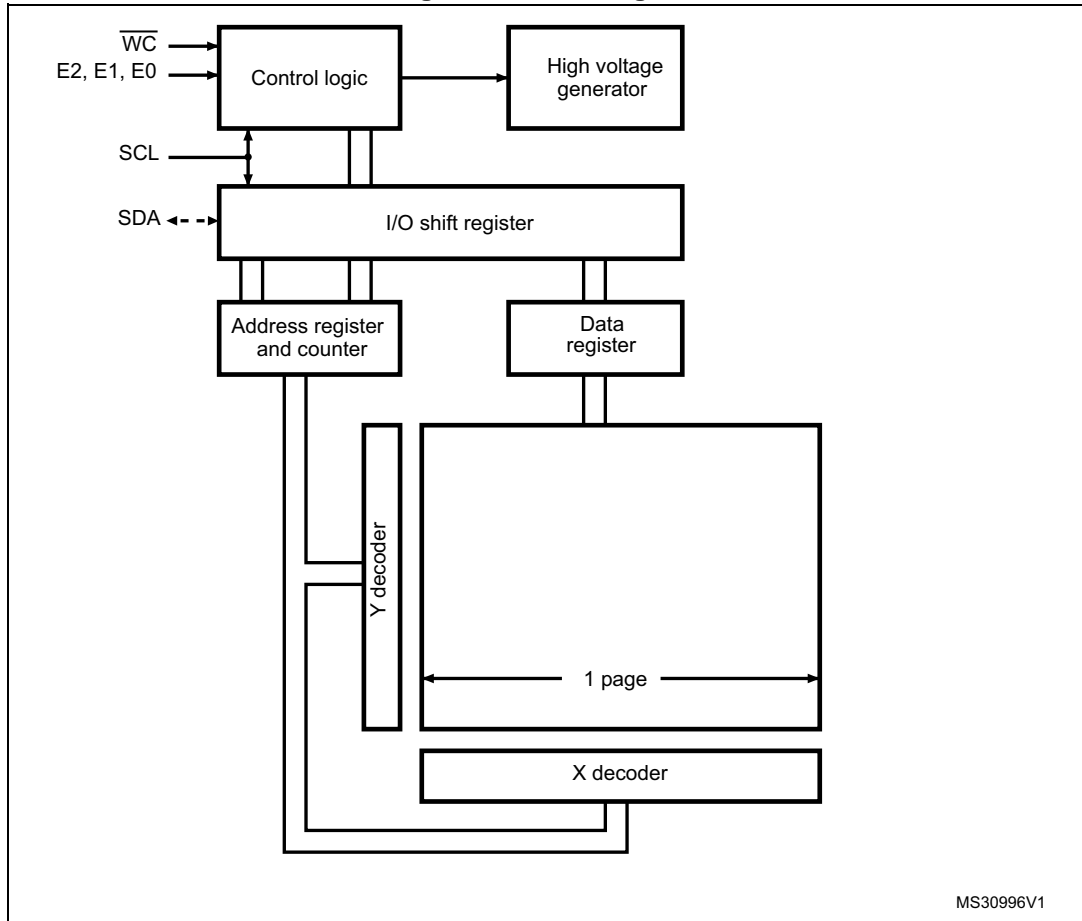 WC
E2, E1, E0
Control logic
High voltage
generator
SCL
SDA
I/O shift register
Address register
and counter
Data
register
Y decoder
1 page
X decoder
MS30996V1